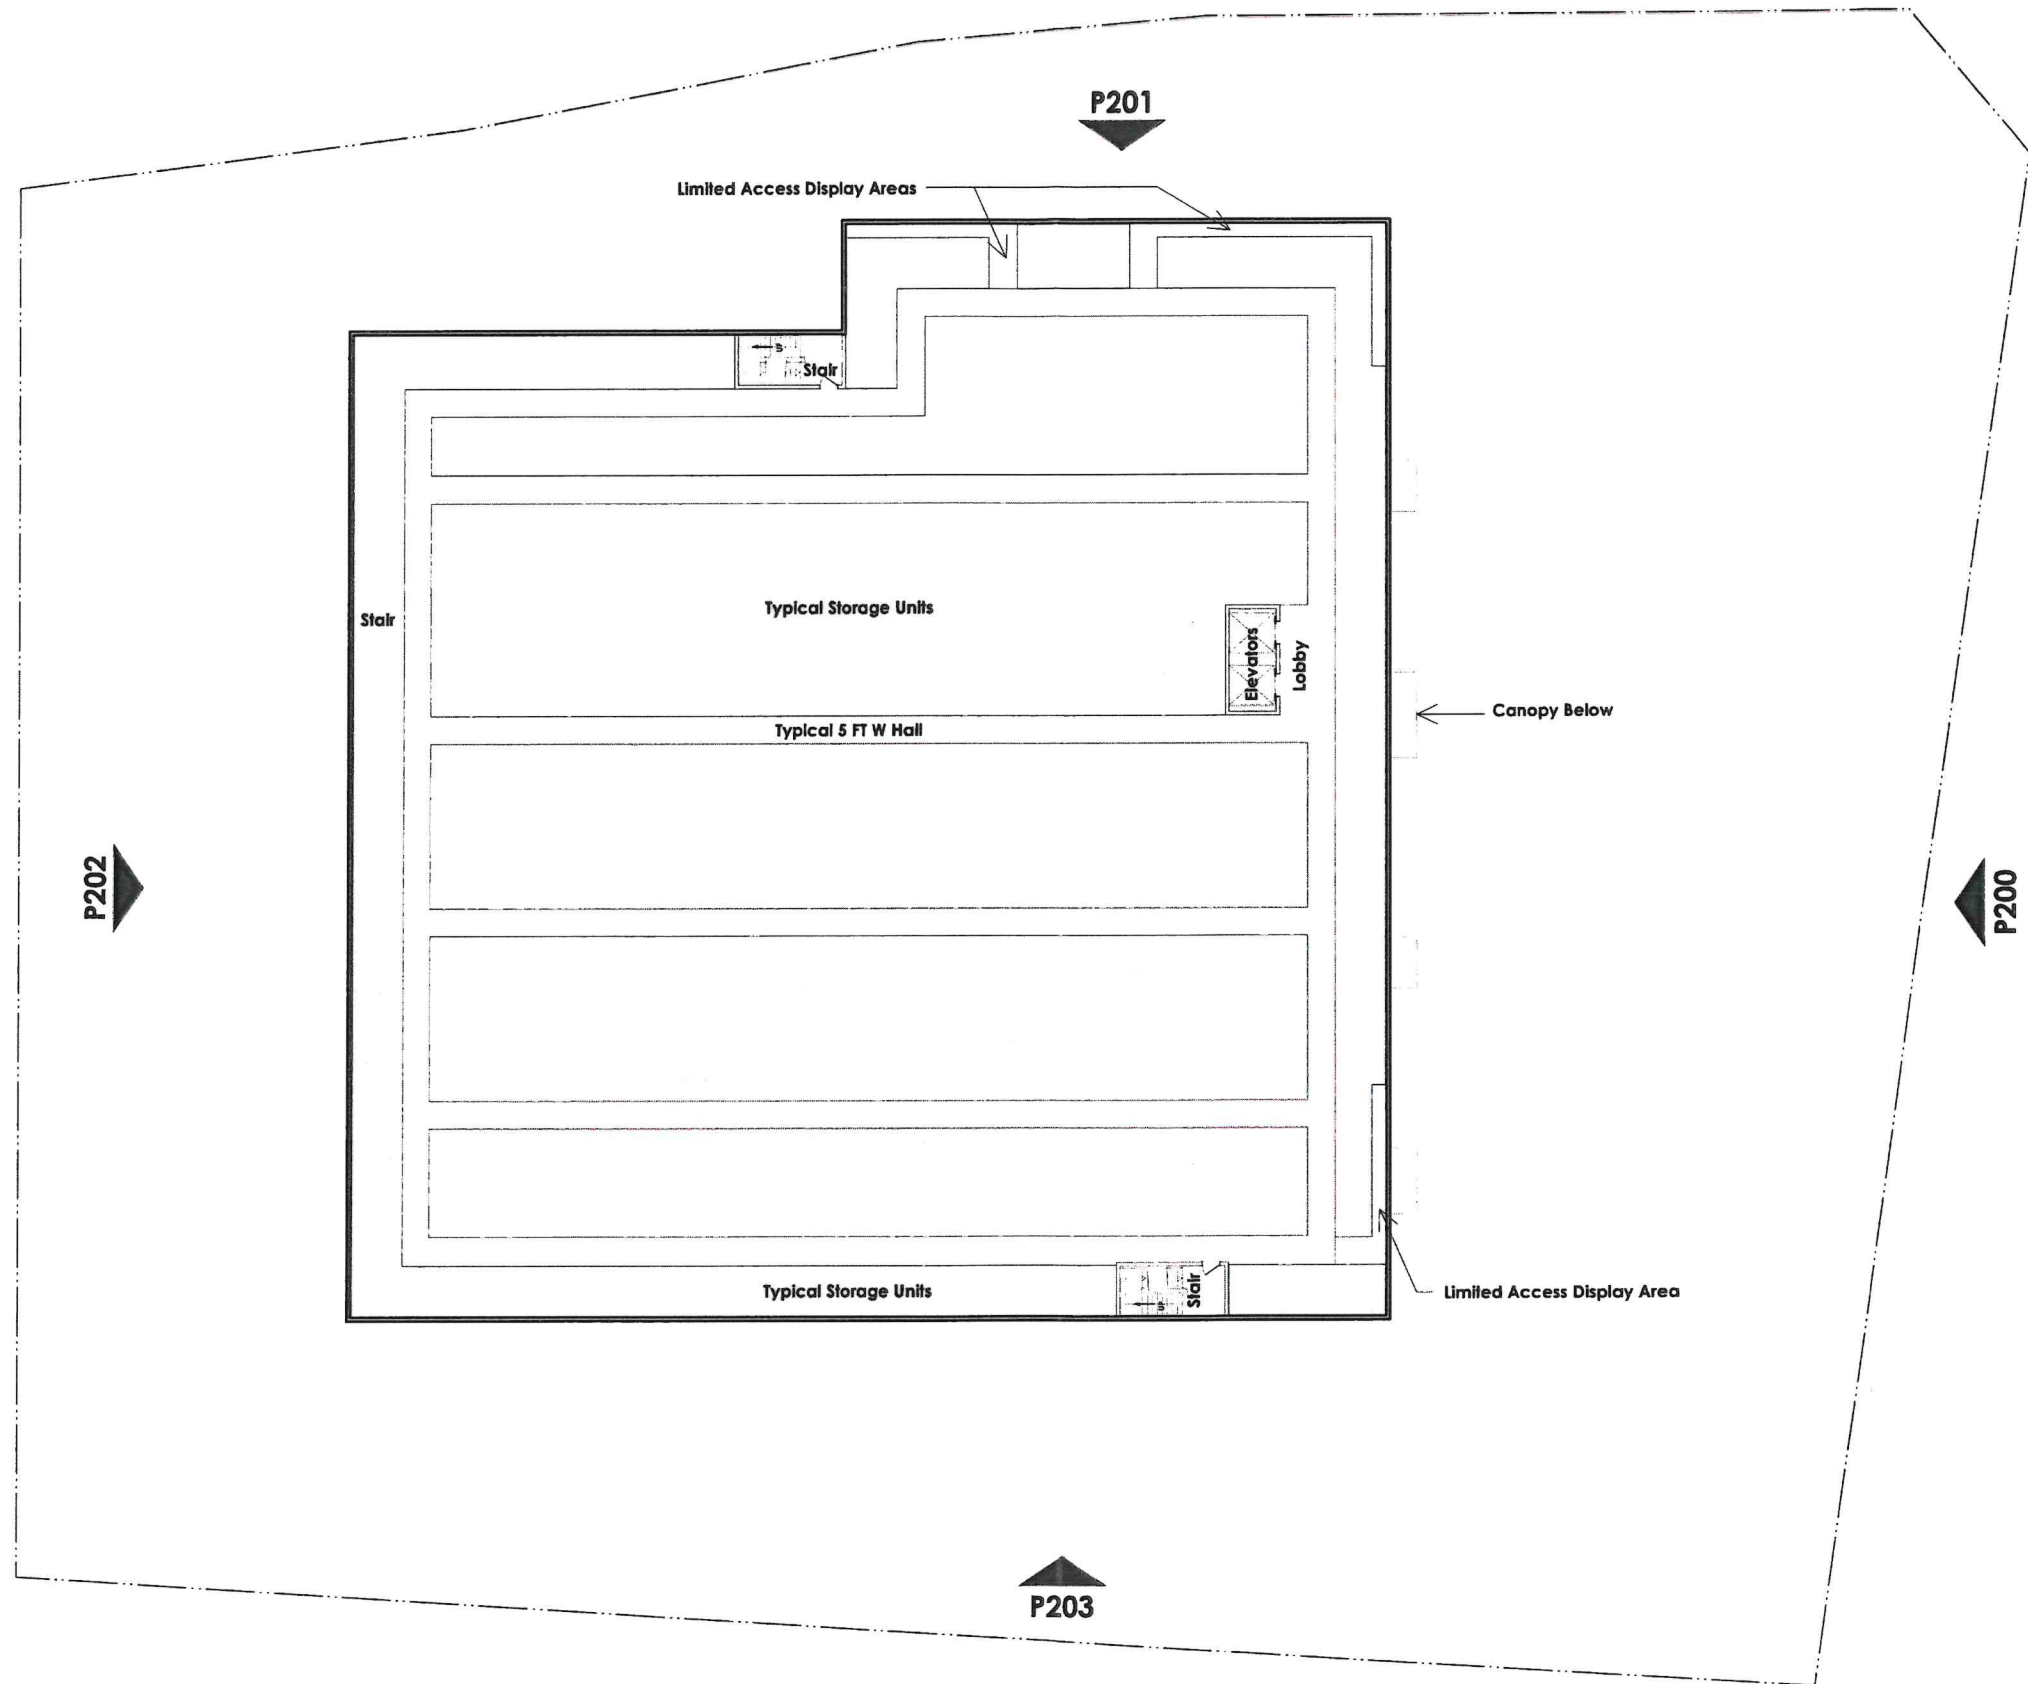 P201
Limited Access Display Areas
Stair
Stair
Typical Storage Units
Elevators
Lobby
Typical 5 FT W Hall
Canopy Below
P202
P200
Typical Storage Units
Stair
Limited Access Display Area
P203